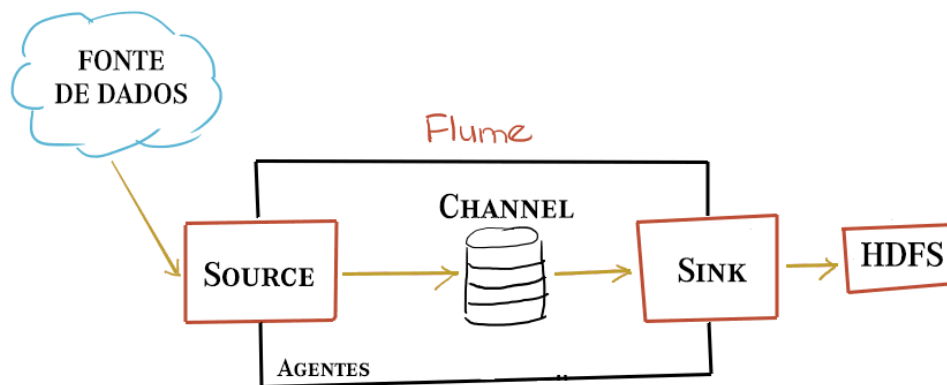 FONTE
DE DADOS
Flume
CHANNEL
SOURCE
SINK
HDFS
AGENTES